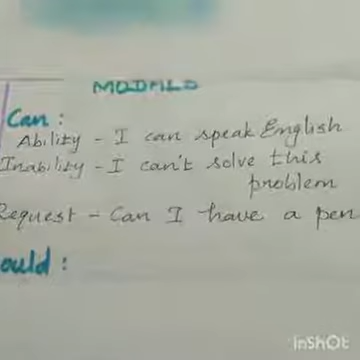 MODALS
Can :
Ability - I can speak English
Inability - I can't solve this
problem
Request - Can I have a pen
ould :
inShOt